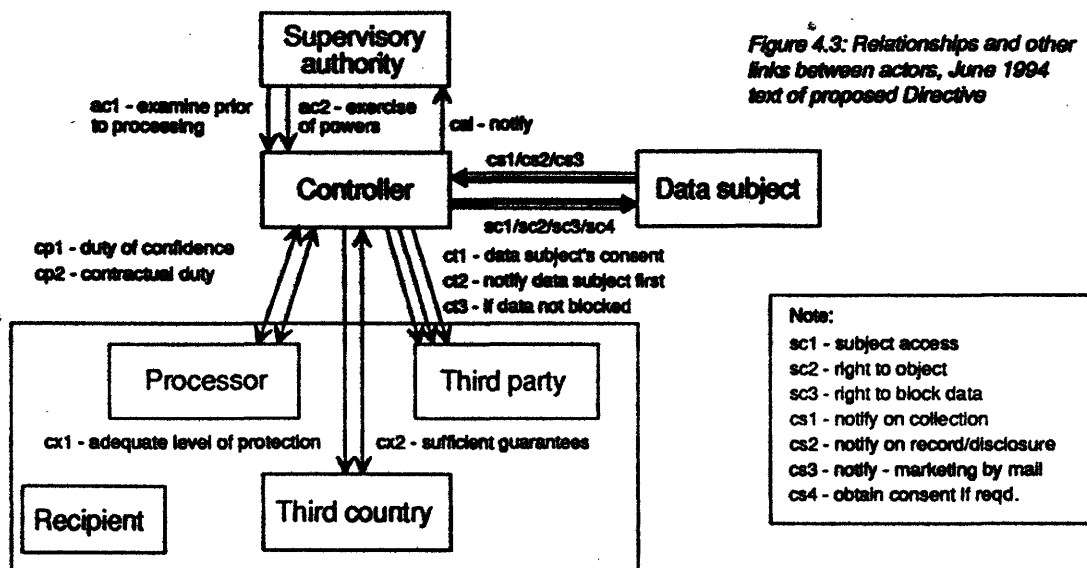 Supervisory
authority
Figure 4.3: Relationships and other
links between actors, June 1994
text of proposed Directive
ac1 - examine prior
to processing
ac2 - exercise
of powers
cal - notify
Controller
cs1/cs2/cs3
Data subject
sc1/sc2/sc3/sc4
cp1 - duty of confidence
cp2 - contractual duty
ct1 - data subject's consent
ct2 - notify data subject first
ct3 - if data not blocked
Processor
Third party
cx1 - adequate level of protection
cx2 - sufficient guarantees
Third country
Recipient
Note:
sc1 - subject access
sc2 - right to object
sc3 - right to block data
cs1 - notify on collection
cs2 - notify on record/disclosure
cs3 - notify - marketing by mail
cs4 - obtain consent if reqd.